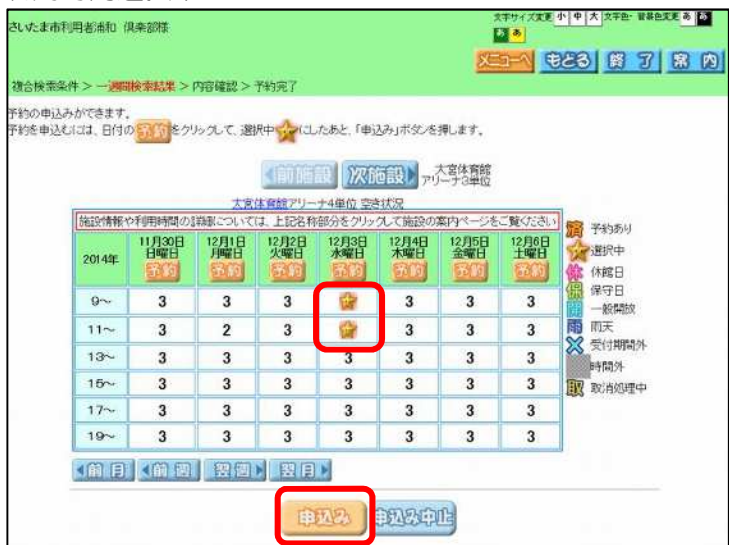 さいたま市利用者浦和 倶楽部様
文字サイズ変更 小 中 大 文字色・背景色変更 あ あ
あ あ
メニューへ もどる 終了 案内
複合検索条件 > 一週間検索結果 > 内容確認 > 予約完了
予約の申込みができます。
予約を申込むには、日付の 予約 をクリックして、選択中 にしたあと、「申込み」ボタンを押します。
前施設 次施設 大宮体育館
アリーナ3単位
大宮体育館アリーナ4単位 空き状況
施設情報や利用時間の詳細については、上記名称部分をクリックして施設の案内ページをご覧ください
2014年 11月30日 日曜日 予約 12月1日 月曜日 予約 12月2日 火曜日 予約 12月3日 水曜日 予約 12月4日 木曜日 予約 12月5日 金曜日 予約 12月6日 土曜日 予約
9～ 3 3 3 3 3 3
11～ 3 2 3 3 3 3
13～ 3 3 3 3 3 3 3
15～ 3 3 3 3 3 3 3
17～ 3 3 3 3 3 3 3
19～ 3 3 3 3 3 3 3
済 予約あり
選択中
休 休館日
保 保守日
開 一般開放
雨 雨天
受付期間外
時間外
取 取消処理中
前月 前週 翌週 翌月
申込み 申込み中止